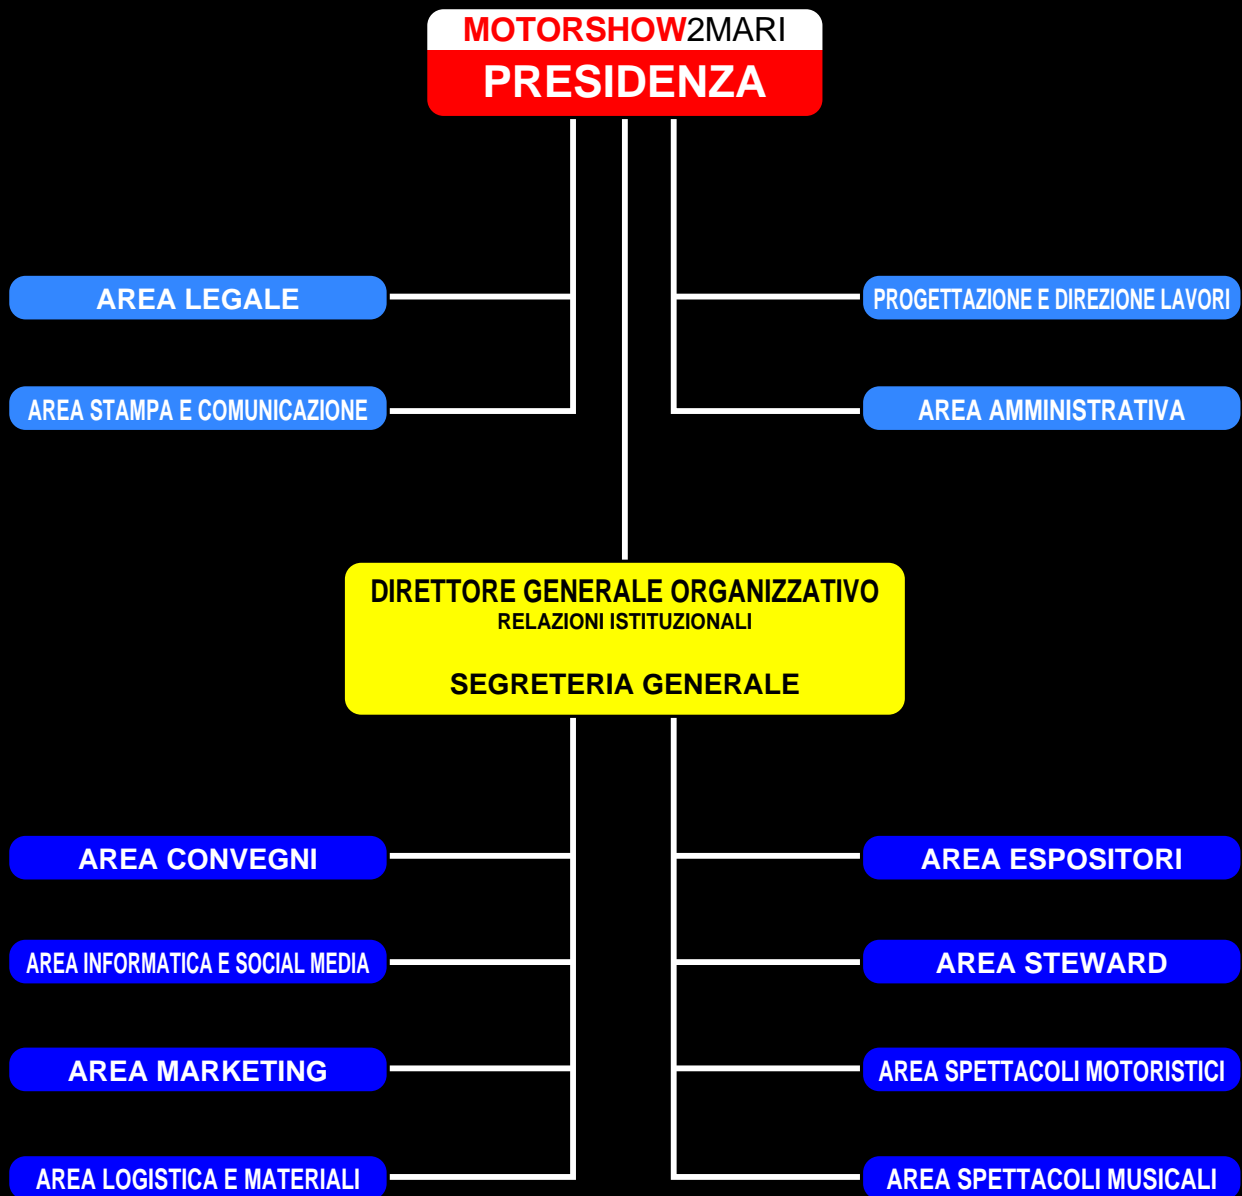 MOTORSHOW2MARI
PRESIDENZA
AREA LEGALE
PROGETTAZIONE E DIREZIONE LAVORI
AREA STAMPA E COMUNICAZIONE
AREA AMMINISTRATIVA
DIRETTORE GENERALE ORGANIZZATIVO
RELAZIONI ISTITUZIONALI
SEGRETERIA GENERALE
AREA CONVEGNI
AREA ESPOSITORI
AREA INFORMATICA E SOCIAL MEDIA
AREA STEWARD
AREA MARKETING
AREA SPETTACOLI MOTORISTICI
AREA LOGISTICA E MATERIALI
AREA SPETTACOLI MUSICALI